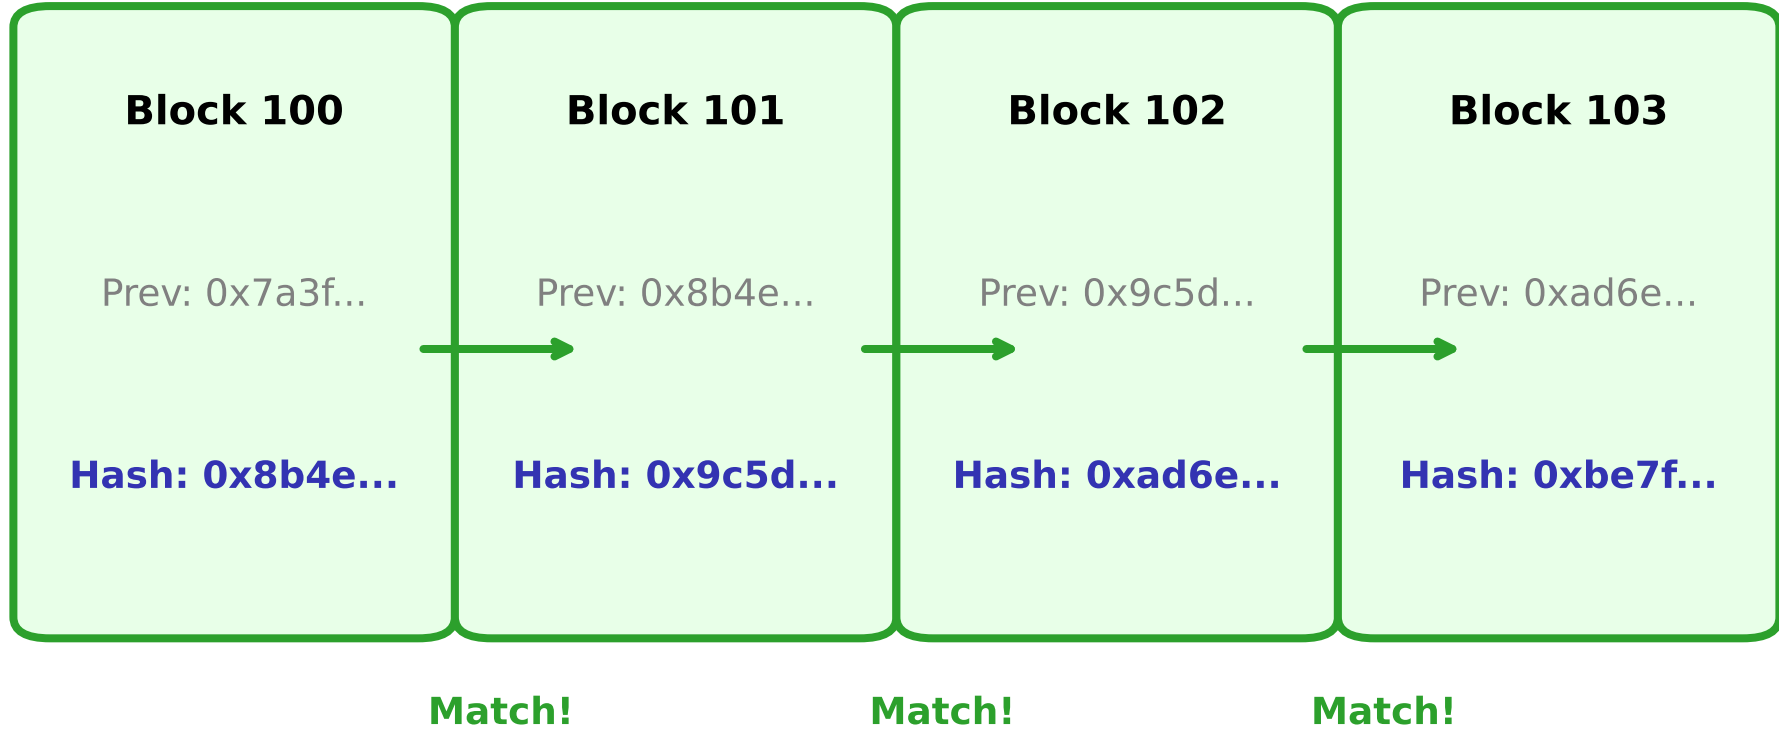 Block 100
Prev: 0x7a3f...
Hash: 0x8b4e...
Block 101
Prev: 0x8b4e...
Hash: 0x9c5d...
Block 102
Prev: 0x9c5d...
Hash: 0xad6e...
Block 103
Prev: 0xad6e...
Hash: 0xbe7f...
Match!
Match!
Match!